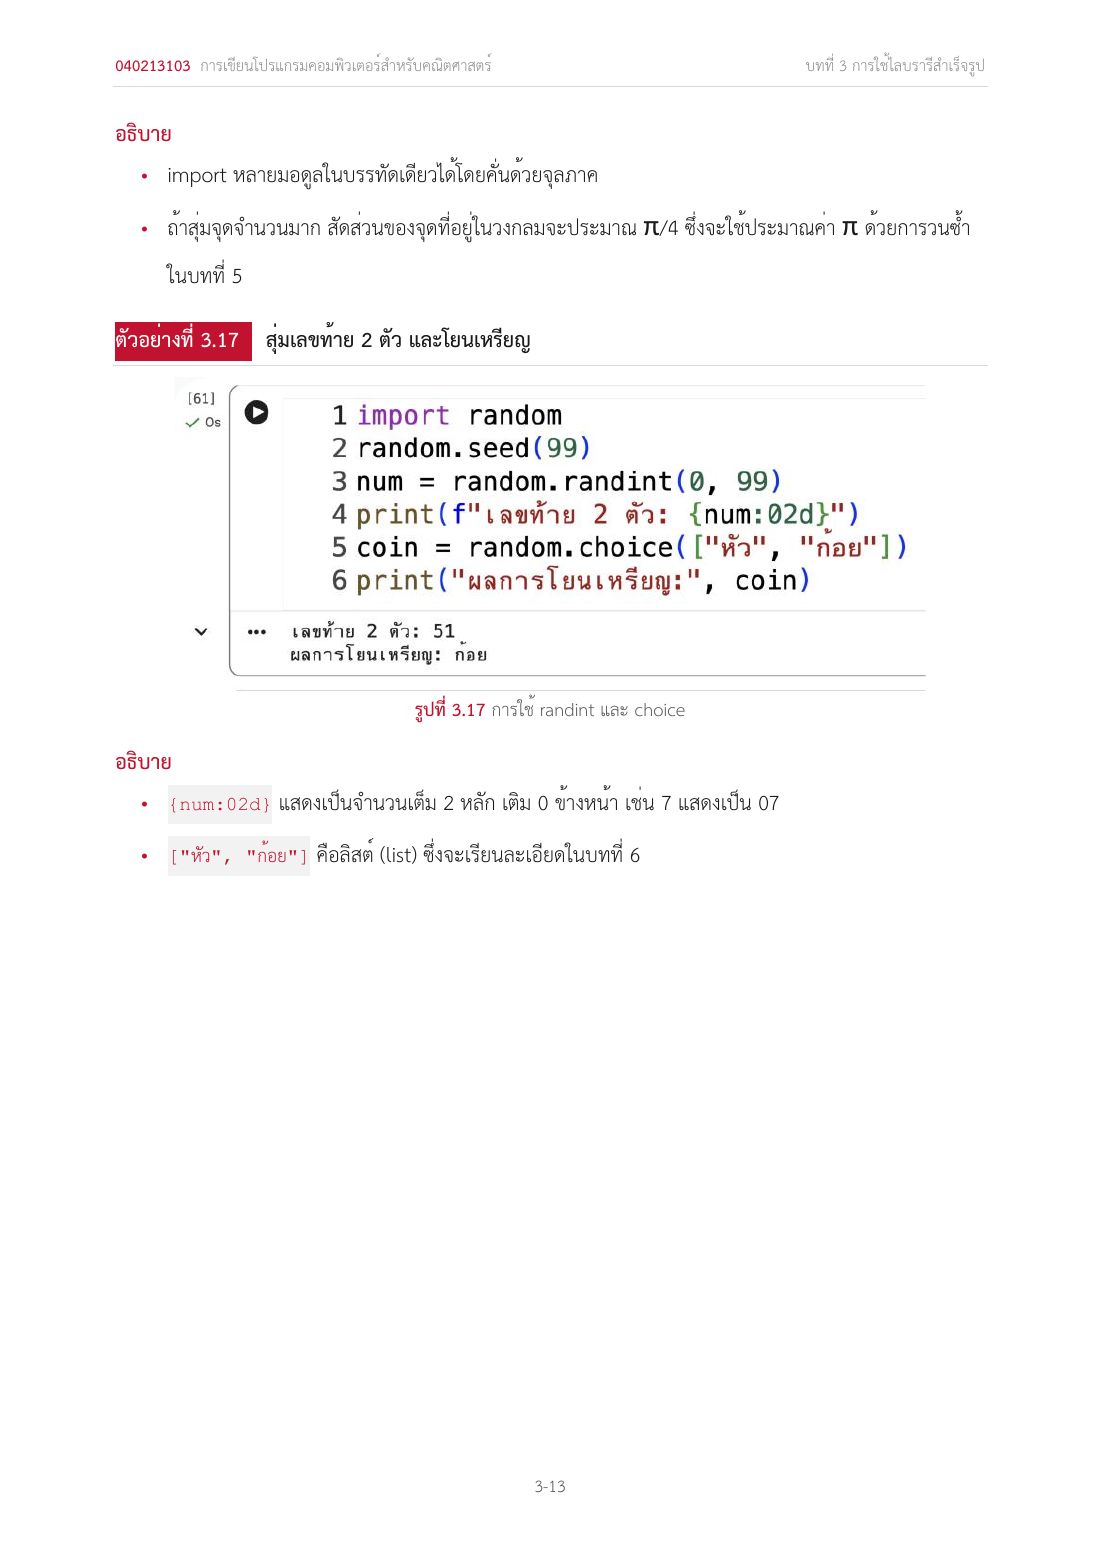 040213103 การเขียนโปรแกรมคอมพิวเตอร์สำหรับคณิตศาสตร์ บทที่ 3 การใช้ไลบรารีสำเร็จรูป
อธิบาย
• import หลายมอดูลในบรรทัดเดียวได้โดยคั่นด้วยจุลภาค
• ถ้าสุ่มจุดจำนวนมาก สัดส่วนของจุดที่อยู่ในวงกลมจะประมาณ π/4 ซึ่งจะใช้ประมาณค่า π ด้วยการวนซ้ำ
ในบทที่ 5
ตัวอย่างที่ 3.17 สุ่มเลขท้าย 2 ตัว และโยนเหรียญ
[61]
0s
1 import random
2 random.seed(99)
3 num = random.randint(0, 99)
4 print(f"เลขท้าย 2 ตัว: {num:02d}")
5 coin = random.choice(["หัว", "ก้อย"])
6 print("ผลการโยนเหรียญ:", coin)
เลขท้าย 2 ตัว: 51
ผลการโยนเหรียญ: ก้อย
รูปที่ 3.17 การใช้ randint และ choice
อธิบาย
• {num:02d} แสดงเป็นจำนวนเต็ม 2 หลัก เติม 0 ข้างหน้า เช่น 7 แสดงเป็น 07
• ["หัว", "ก้อย"] คือลิสต์ (list) ซึ่งจะเรียนละเอียดในบทที่ 6
3-13